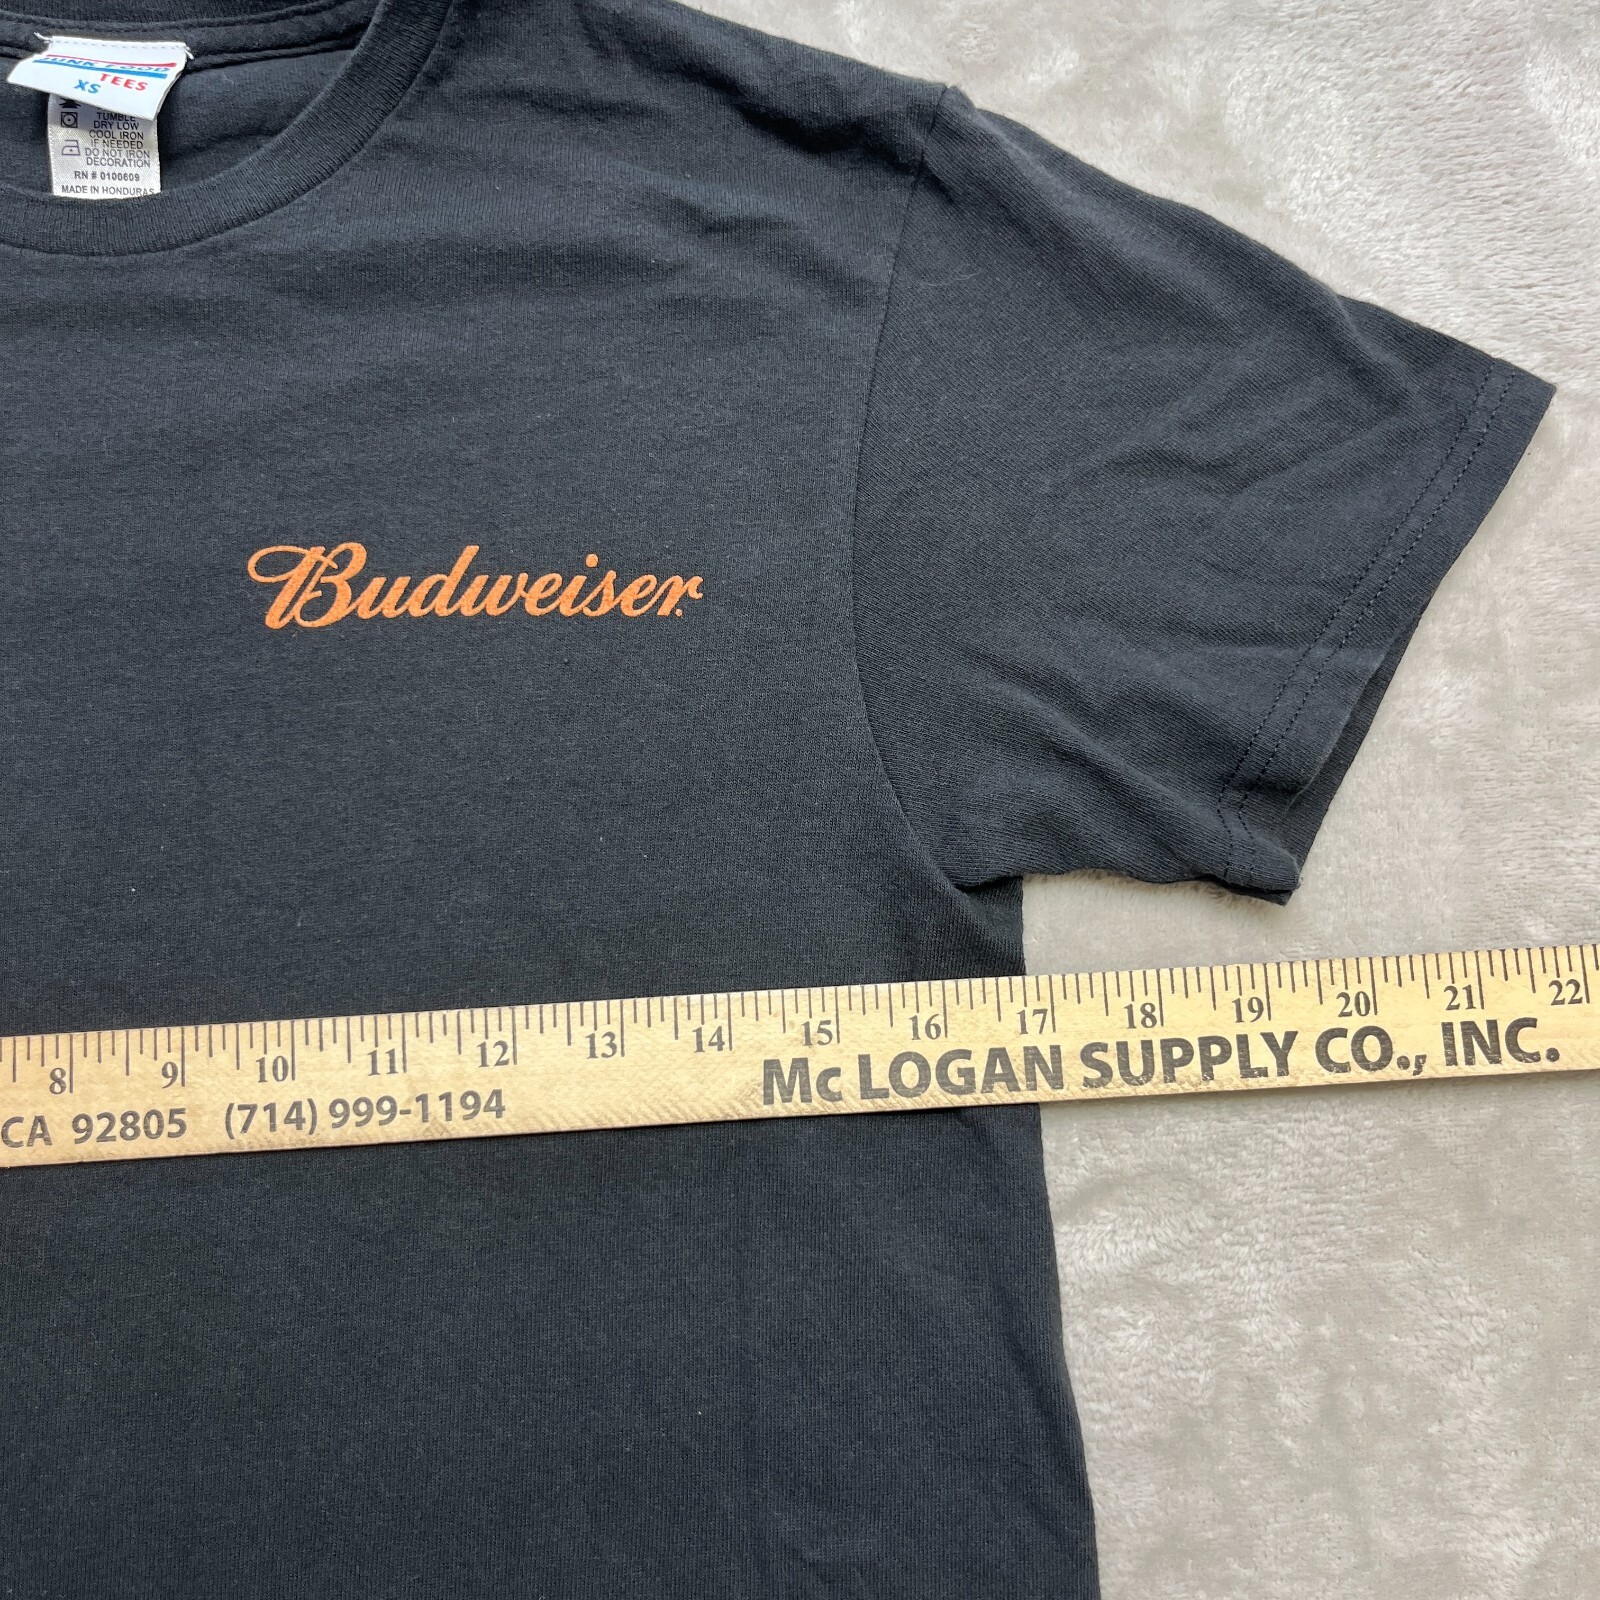 JUNK FOOD
TEES
XS
TUMBLE
DRY LOW
COOL IRON
IF NEEDED
DO NOT IRON
DECORATION
RN # 0100609
MADE IN HONDURAS
Budweiser
8 9 10 11 12 13 14 15 16 17 18 19 20 21 22
CA 92805 (714) 999-1194 Mc LOGAN SUPPLY CO., INC.